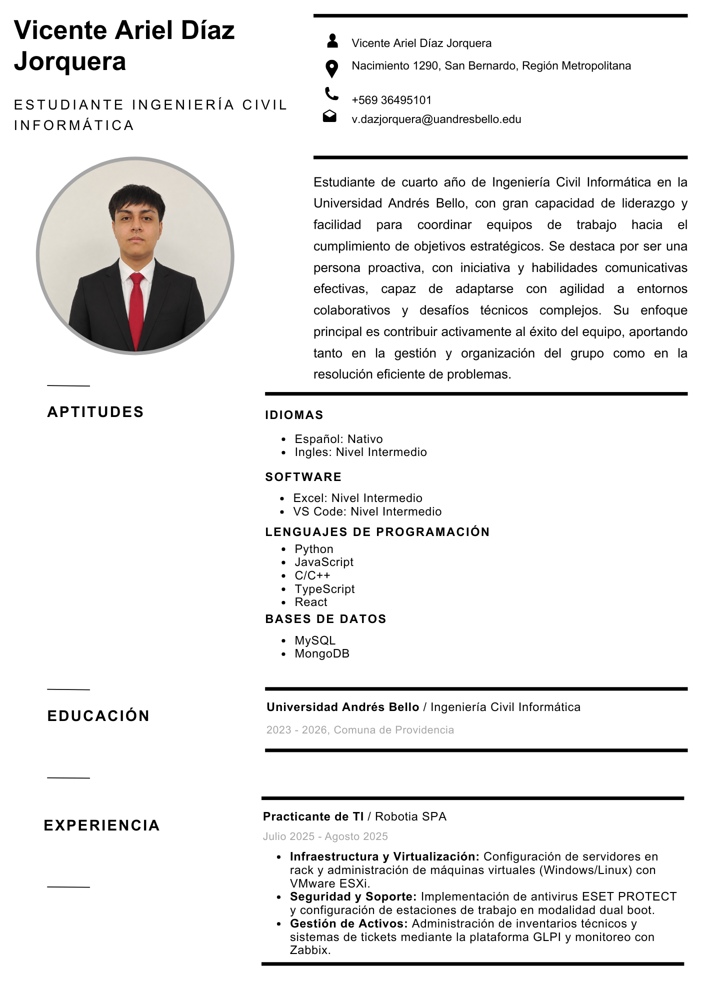 Vicente Ariel Díaz
Jorquera
ESTUDIANTE INGENIERÍA CIVIL
INFORMÁTICA
Vicente Ariel Díaz Jorquera
Nacimiento 1290, San Bernardo, Región Metropolitana
+569 36495101
v.dazjorquera@uandresbello.edu
Estudiante de cuarto año de Ingeniería Civil Informática en la
Universidad Andrés Bello, con gran capacidad de liderazgo y
facilidad para coordinar equipos de trabajo hacia el
cumplimiento de objetivos estratégicos. Se destaca por ser una
persona proactiva, con iniciativa y habilidades comunicativas
efectivas, capaz de adaptarse con agilidad a entornos
colaborativos y desafíos técnicos complejos. Su enfoque
principal es contribuir activamente al éxito del equipo, aportando
tanto en la gestión y organización del grupo como en la
resolución eficiente de problemas.
APTITUDES
IDIOMAS
• Español: Nativo
• Ingles: Nivel Intermedio
SOFTWARE
• Excel: Nivel Intermedio
• VS Code: Nivel Intermedio
LENGUAJES DE PROGRAMACIÓN
• Python
• JavaScript
• C/C++
• TypeScript
• React
BASES DE DATOS
• MySQL
• MongoDB
EDUCACIÓN
Universidad Andrés Bello / Ingeniería Civil Informática
2023 - 2026, Comuna de Providencia
EXPERIENCIA
Practicante de TI / Robotia SPA
Julio 2025 - Agosto 2025
• Infraestructura y Virtualización: Configuración de servidores en
rack y administración de máquinas virtuales (Windows/Linux) con
VMware ESXi.
• Seguridad y Soporte: Implementación de antivirus ESET PROTECT
y configuración de estaciones de trabajo en modalidad dual boot.
• Gestión de Activos: Administración de inventarios técnicos y
sistemas de tickets mediante la plataforma GLPI y monitoreo con
Zabbix.